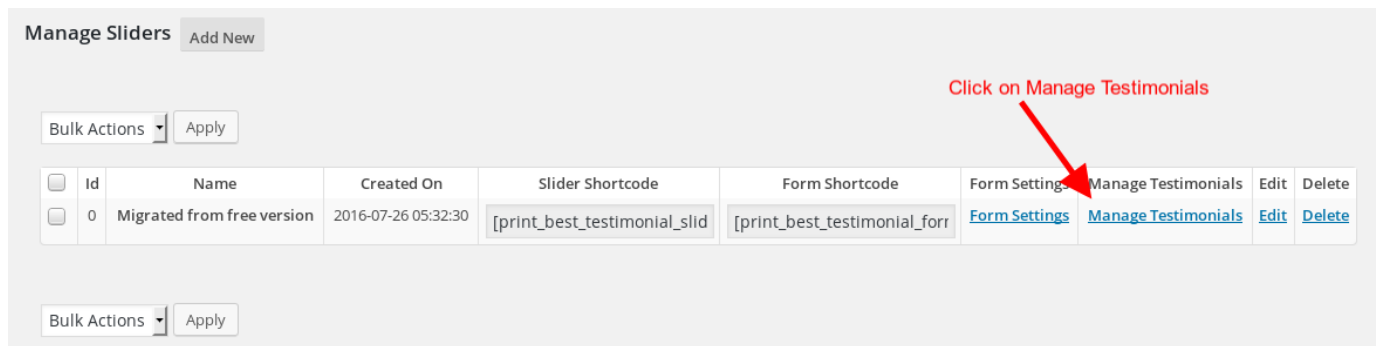 Manage Sliders Add New
Click on Manage Testimonials
Bulk Actions Apply
Id Name Created On Slider Shortcode Form Shortcode Form Settings Manage Testimonials Edit Delete
0 Migrated from free version 2016-07-26 05:32:30 [print_best_testimonial_slid [print_best_testimonial_forr Form Settings Manage Testimonials Edit Delete
Bulk Actions Apply